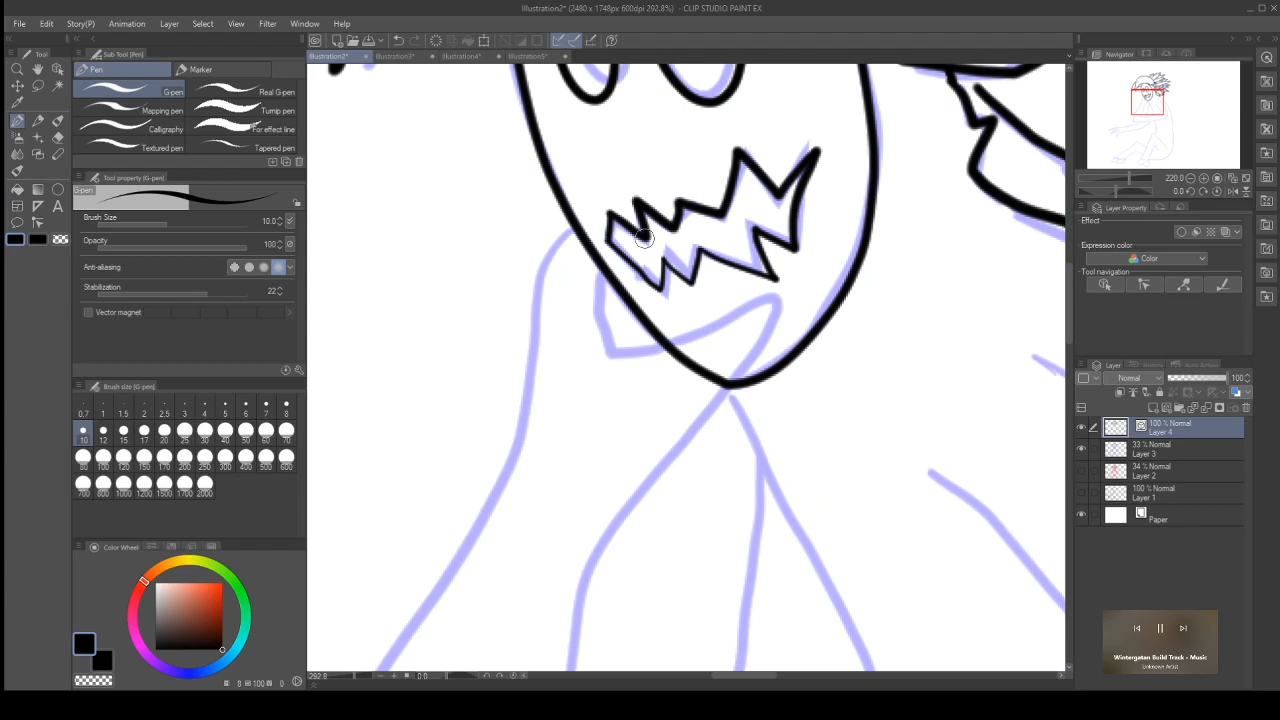 Illustration2* (2480 x 1748px 600dpi 292.8%) - CLIP STUDIO PAINT EX
File Edit Story(P) Animation Layer Select View Filter Window Help
Tool
Sub Tool [Pen]
Illustration2* Illustration3* Illustration4* Illustration5*
Navigator
Pen Marker
G-pen Real G-pen
Mapping pen Turnip pen
Calligraphy For effect line
Textured pen Tapered pen
Tool property [G-pen]
G-pen
Brush Size 10.0
Opacity 100
Anti-aliasing
Stabilization 22
Vector magnet
Brush size [G-pen]
0.7 1 1.5 2 2.5 3 4 5 6 7 8
10 12 15 17 20 25 30 40 50 60 70
80 100 120 150 170 200 250 300 400 500 600
700 800 1000 1200 1500 1700 2000
Color Wheel
8 100 0
292.8 0.0
220.0
0.0
Layer Property
Effect
Expression color
Color
Tool navigation
Layer
Normal 100
100 % Normal
Layer 4
33 % Normal
Layer 3
34 % Normal
Layer 2
100 % Normal
Layer 1
Paper
Wintergatan Build Track - Music
Unknown Artist